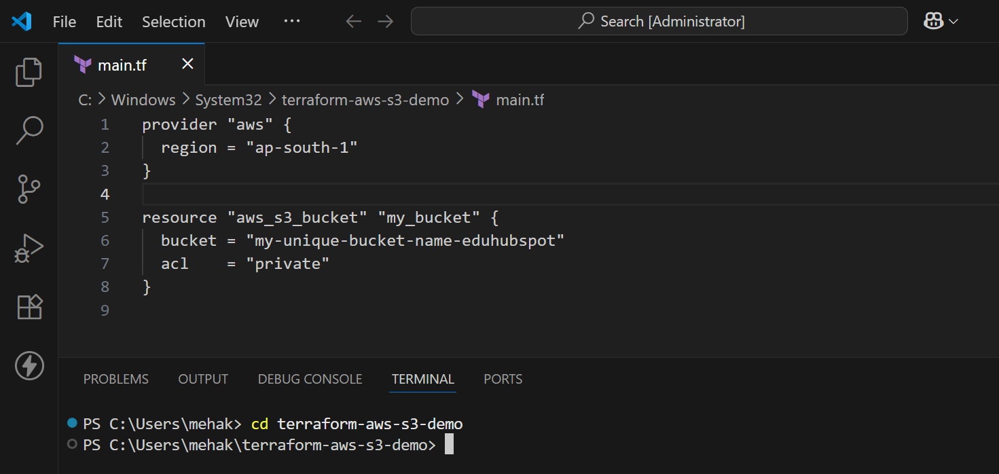 File Edit Selection View ··· Search [Administrator]
main.tf
C: > Windows > System32 > terraform-aws-s3-demo > main.tf
1 provider "aws" {
2   region = "ap-south-1"
3 }
4
5 resource "aws_s3_bucket" "my_bucket" {
6   bucket = "my-unique-bucket-name-eduhubspot"
7   acl    = "private"
8 }
9
PROBLEMS OUTPUT DEBUG CONSOLE TERMINAL PORTS
PS C:\Users\mehak> cd terraform-aws-s3-demo
PS C:\Users\mehak\terraform-aws-s3-demo>